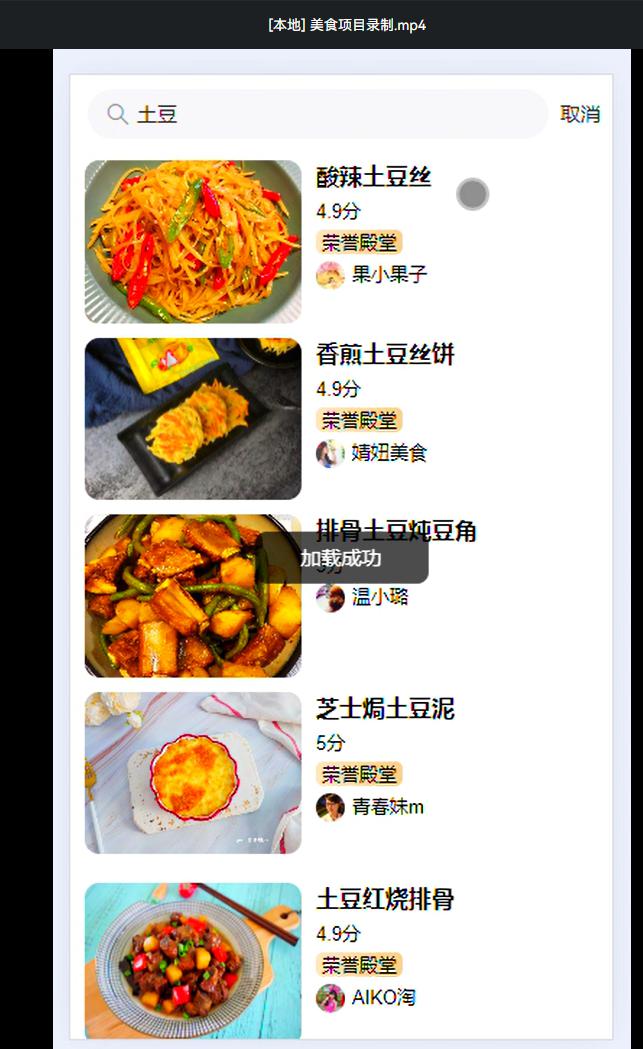 [本地] 美食项目录制.mp4
土豆
取消
酸辣土豆丝
4.9分
荣誉殿堂
果小果子
香煎土豆丝饼
4.9分
荣誉殿堂
婧妞美食
排骨土豆炖豆角
加载成功
温小璐
芝士焗土豆泥
5分
荣誉殿堂
青春妹m
土豆红烧排骨
4.9分
荣誉殿堂
AIKO淘